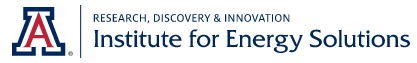 A
RESEARCH, DISCOVERY & INNOVATION
Institute for Energy Solutions